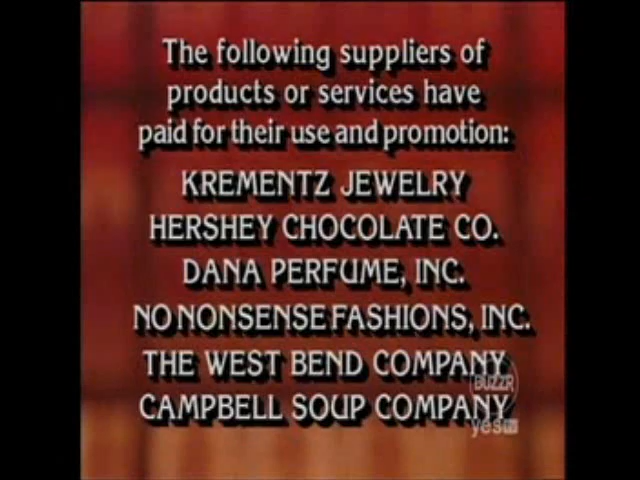 The following suppliers of
products or services have
paid for their use and promotion:
KREMENTZ JEWELRY
HERSHEY CHOCOLATE CO.
DANA PERFUME, INC.
NO NONSENSE FASHIONS, INC.
THE WEST BEND COMPANY
CAMPBELL SOUP COMPANY
BUZZR
yes tv